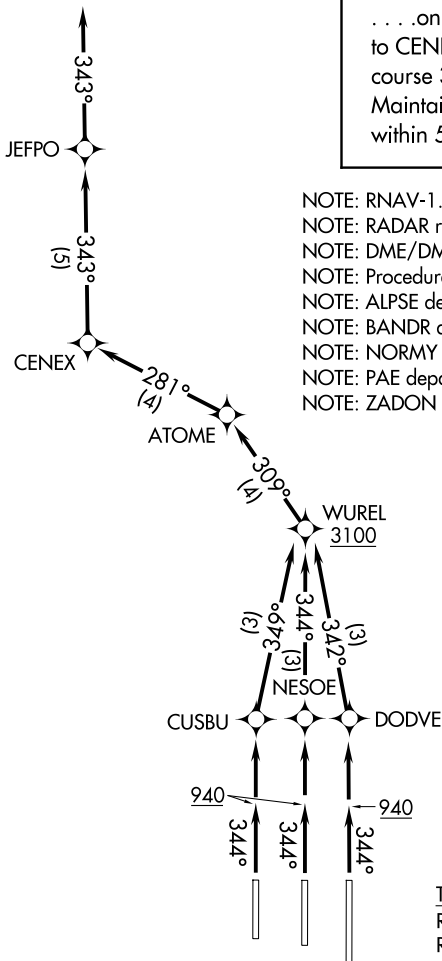 . . . .on
to CENE
course 3
Maintai
within 5
343°
JEFPO
343°
(5)
NOTE: RNAV-1.
NOTE: RADAR r
NOTE: DME/DM
NOTE: Procedur
NOTE: ALPSE de
NOTE: BANDR d
NOTE: NORMY
NOTE: PAE depa
NOTE: ZADON
CENEX
281°
(4)
ATOME
309°
(4)
WUREL
3100
(3)
349°
344°
(3)
342°
(3)
NESOE
CUSBU
DODVE
940
940
344°
344°
344°
T
R
R